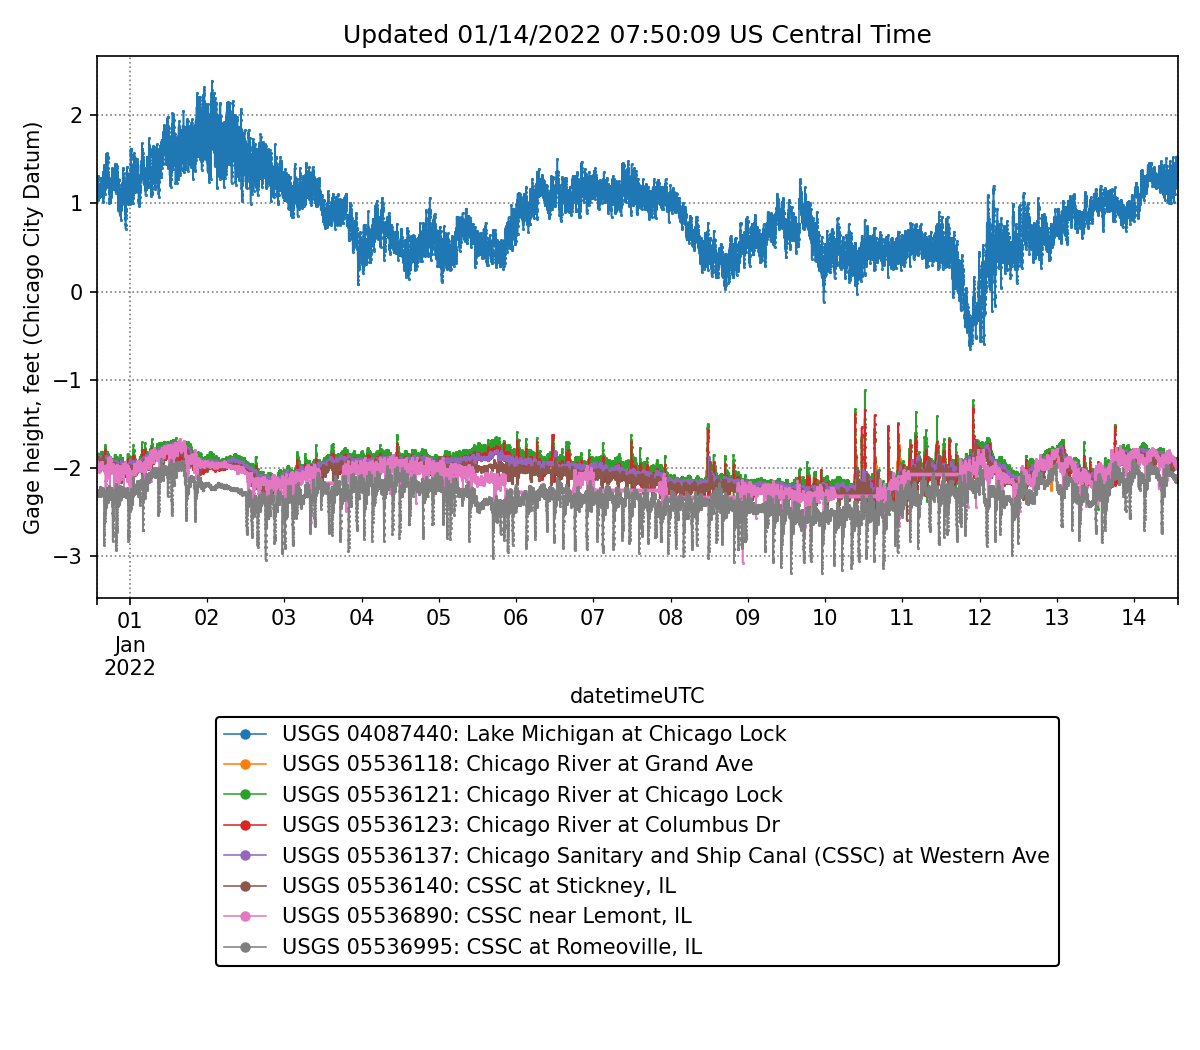 Updated 01/14/2022 07:50:09 US Central Time
Gage height, feet (Chicago City Datum)
2
1
0
−1
−2
−3
01 02 03 04 05 06 07 08 09 10 11 12 13 14
Jan
2022
datetimeUTC
USGS 04087440: Lake Michigan at Chicago Lock
USGS 05536118: Chicago River at Grand Ave
USGS 05536121: Chicago River at Chicago Lock
USGS 05536123: Chicago River at Columbus Dr
USGS 05536137: Chicago Sanitary and Ship Canal (CSSC) at Western Ave
USGS 05536140: CSSC at Stickney, IL
USGS 05536890: CSSC near Lemont, IL
USGS 05536995: CSSC at Romeoville, IL